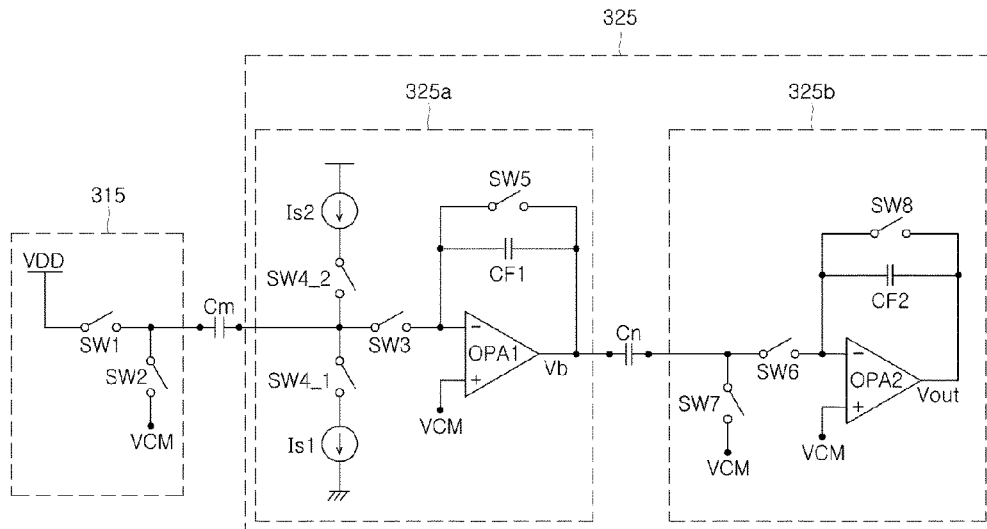 325
325a
325b
SW5
SW8
315
Is2
VDD
SW4_2
CF1
CF2
Cm
Cn
SW1
SW3
OPA1
SW6
OPA2
SW2
SW4_1
Vb
SW7
Vout
VCM
VCM
Is1
VCM
VCM